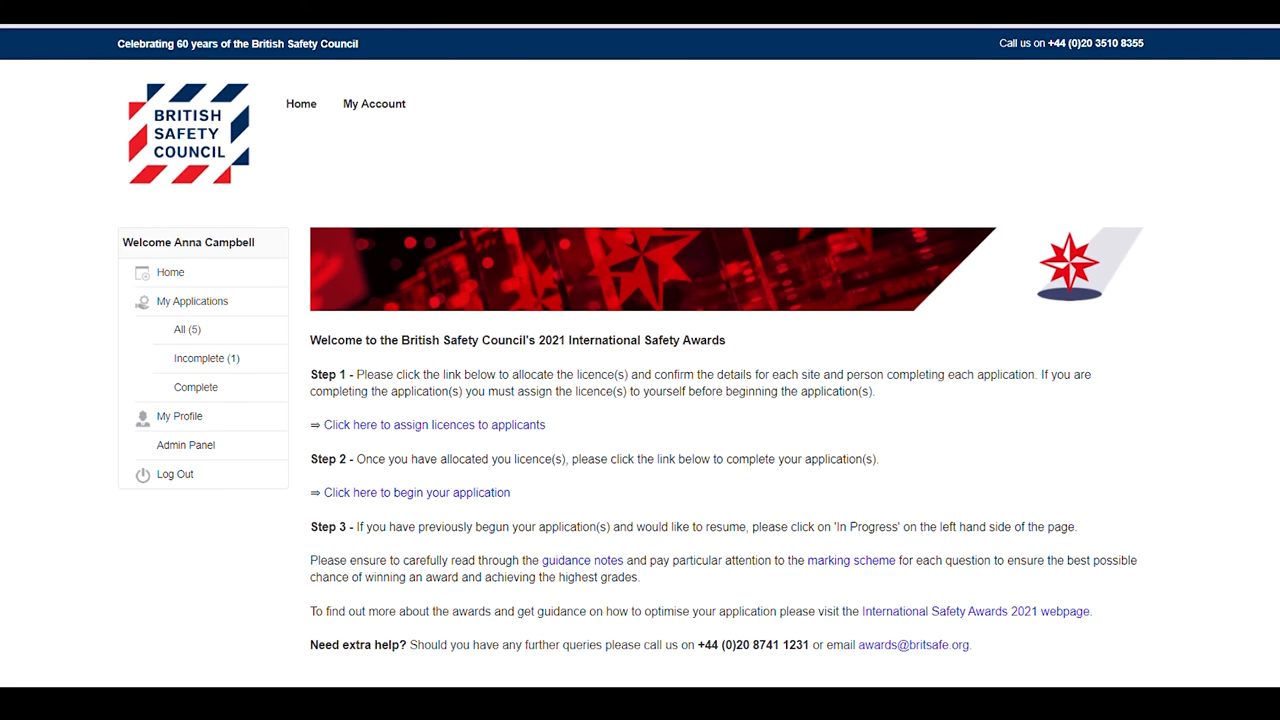 Celebrating 60 years of the British Safety Council
Call us on +44 (0)20 3510 8355
BRITISH
SAFETY
COUNCIL
Home
My Account
Welcome Anna Campbell
Home
My Applications
All (5)
Incomplete (1)
Complete
My Profile
Admin Panel
Log Out
Welcome to the British Safety Council's 2021 International Safety Awards
Step 1 - Please click the link below to allocate the licence(s) and confirm the details for each site and person completing each application. If you are
completing the application(s) you must assign the licence(s) to yourself before beginning the application(s).
⇒ Click here to assign licences to applicants
Step 2 - Once you have allocated you licence(s), please click the link below to complete your application(s).
⇒ Click here to begin your application
Step 3 - If you have previously begun your application(s) and would like to resume, please click on 'In Progress' on the left hand side of the page.
Please ensure to carefully read through the guidance notes and pay particular attention to the marking scheme for each question to ensure the best possible
chance of winning an award and achieving the highest grades.
To find out more about the awards and get guidance on how to optimise your application please visit the International Safety Awards 2021 webpage.
Need extra help? Should you have any further queries please call us on +44 (0)20 8741 1231 or email awards@britsafe.org.